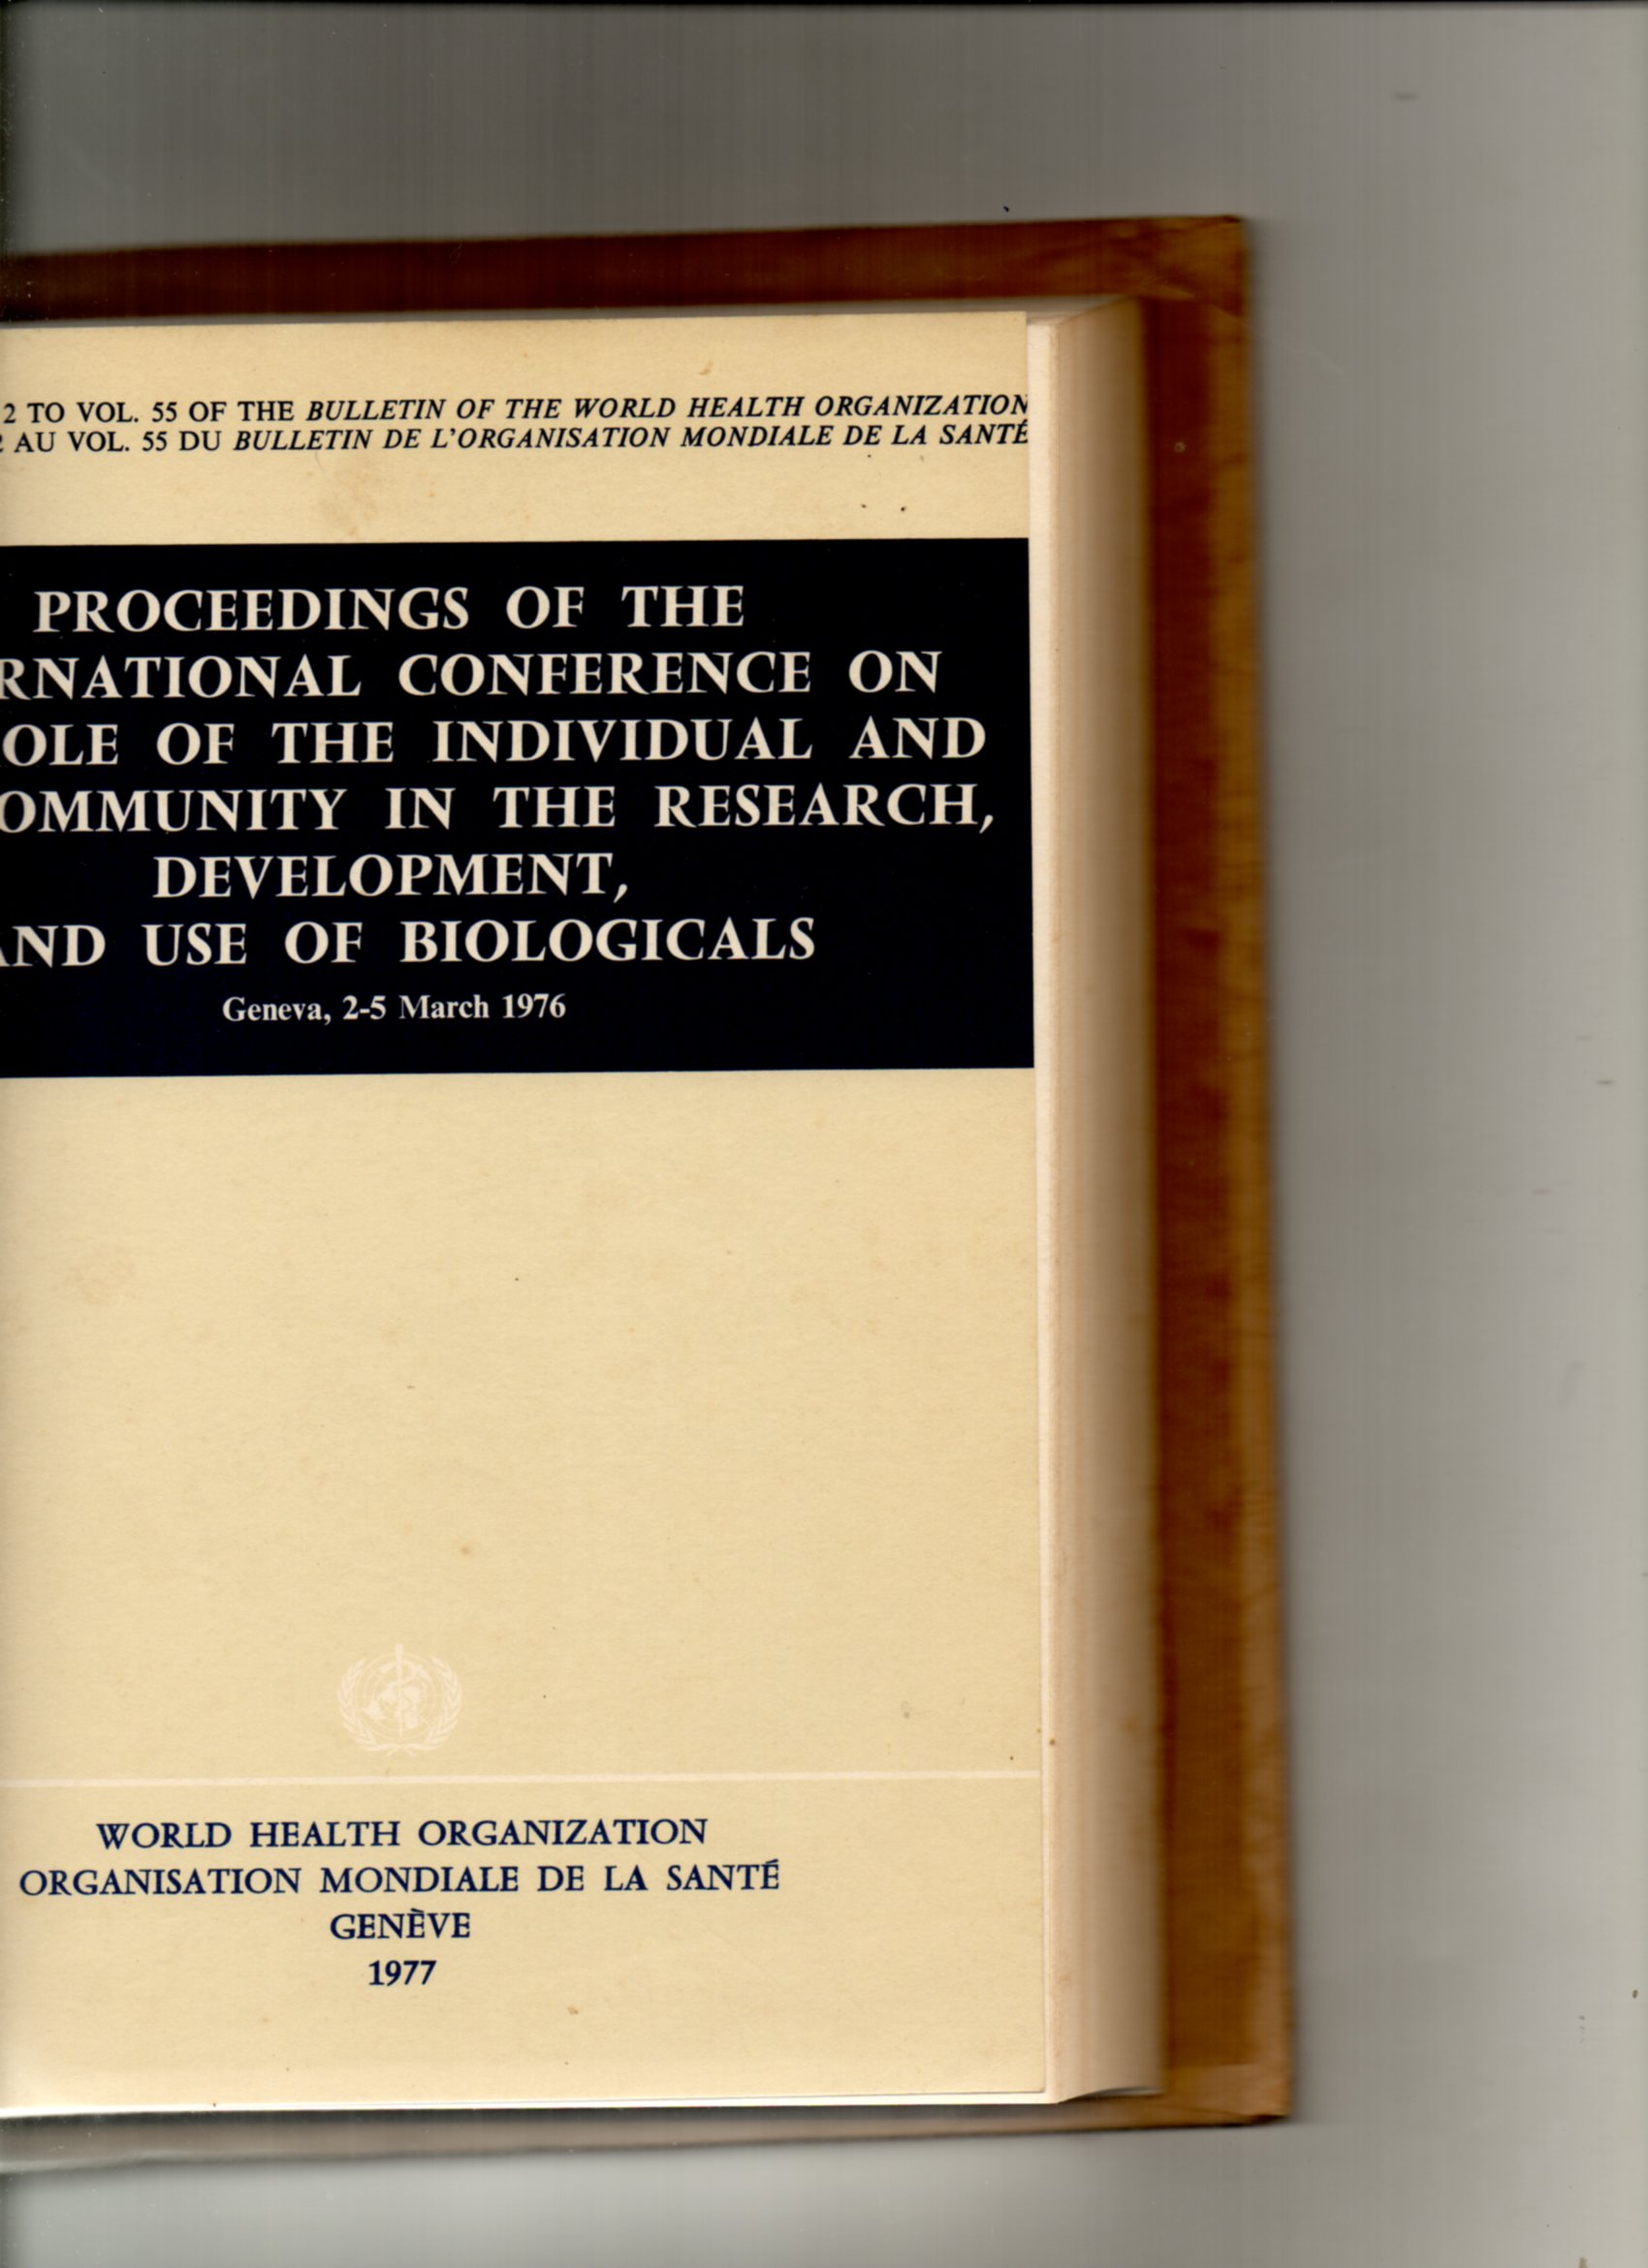 2 TO VOL. 55 OF THE BULLETIN OF THE WORLD HEALTH ORGANIZATION
AU VOL. 55 DU BULLETIN DE L'ORGANISATION MONDIALE DE LA SANTÉ
PROCEEDINGS OF THE
RNATIONAL CONFERENCE ON
OLE OF THE INDIVIDUAL AND
OMMUNITY IN THE RESEARCH,
DEVELOPMENT,
AND USE OF BIOLOGICALS
Geneva, 2-5 March 1976
WORLD HEALTH ORGANIZATION
ORGANISATION MONDIALE DE LA SANTÉ
GENÈVE
1977